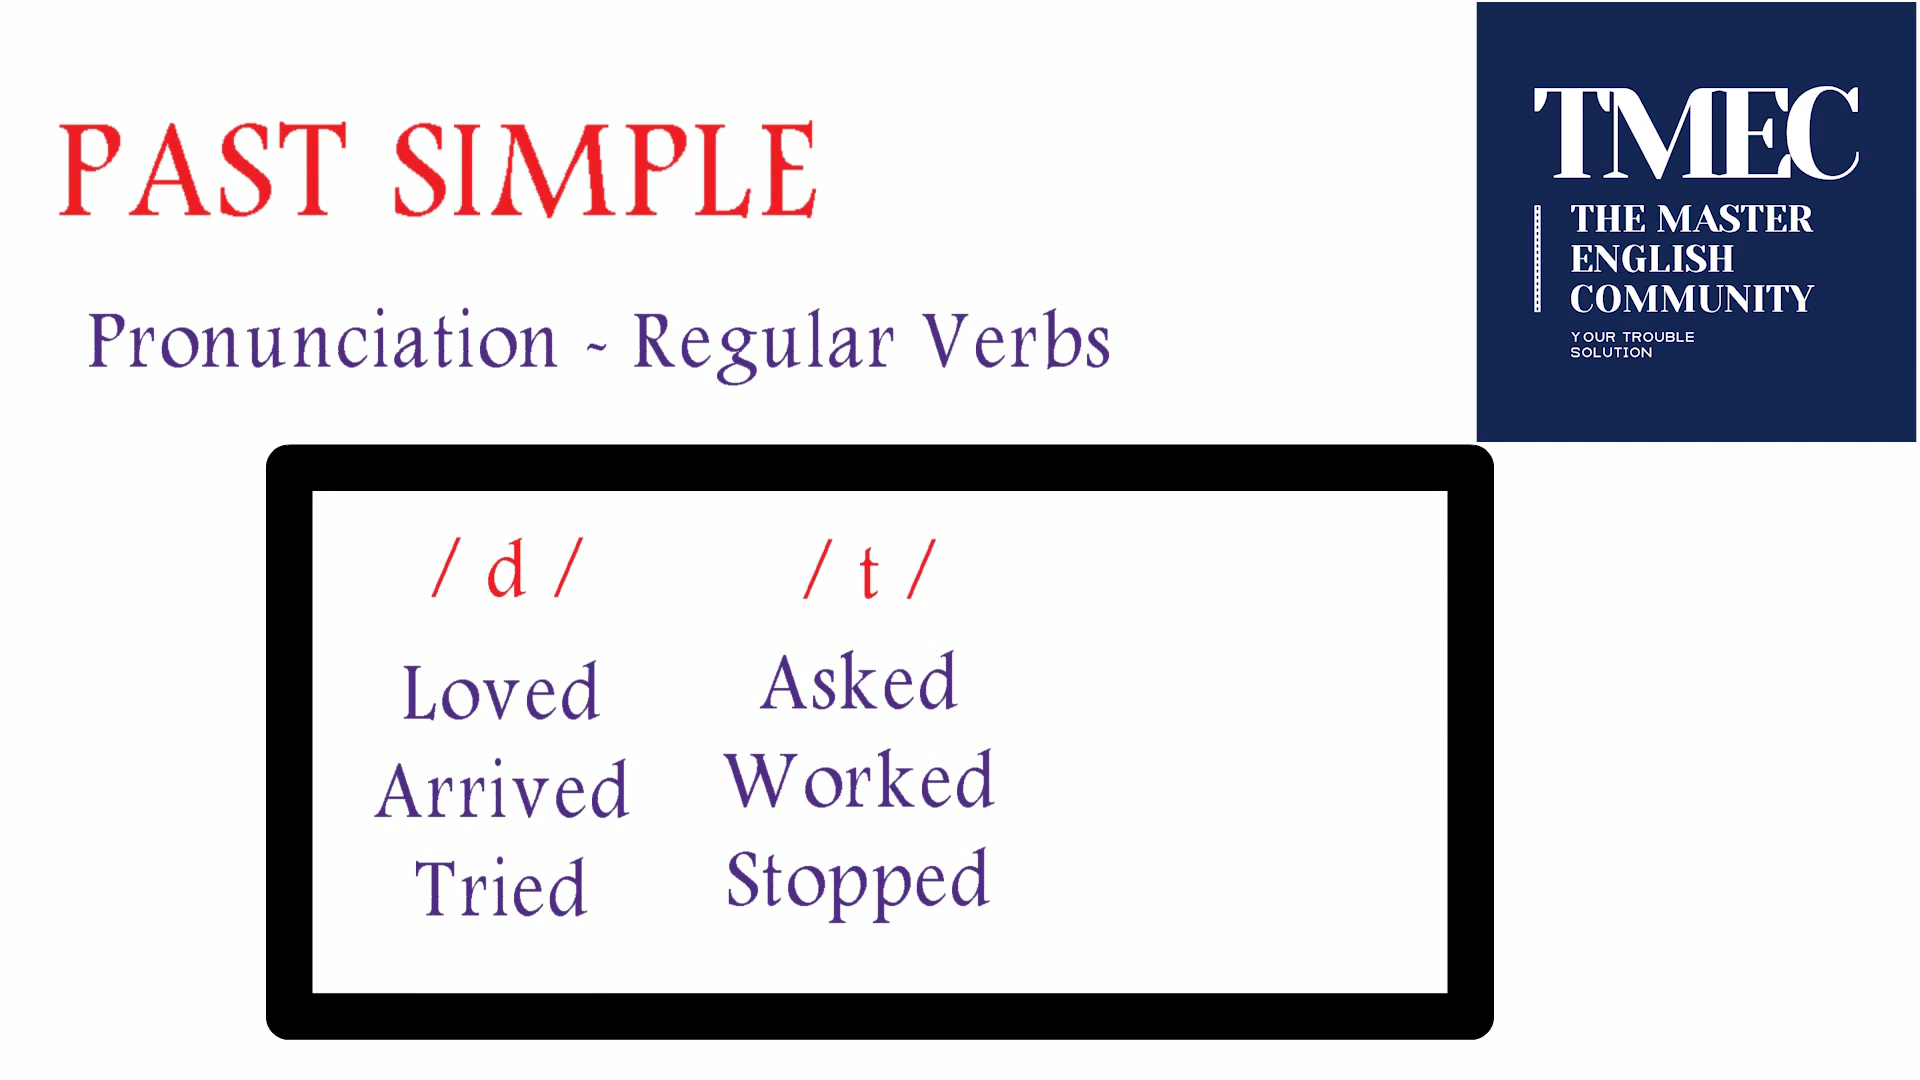 PAST SIMPLE
Pronunciation - Regular Verbs
TMEC
THE MASTER
ENGLISH
COMMUNITY
YOUR TROUBLE
SOLUTION
/ d /
Loved
Arrived
Tried
/ t /
Asked
Worked
Stopped